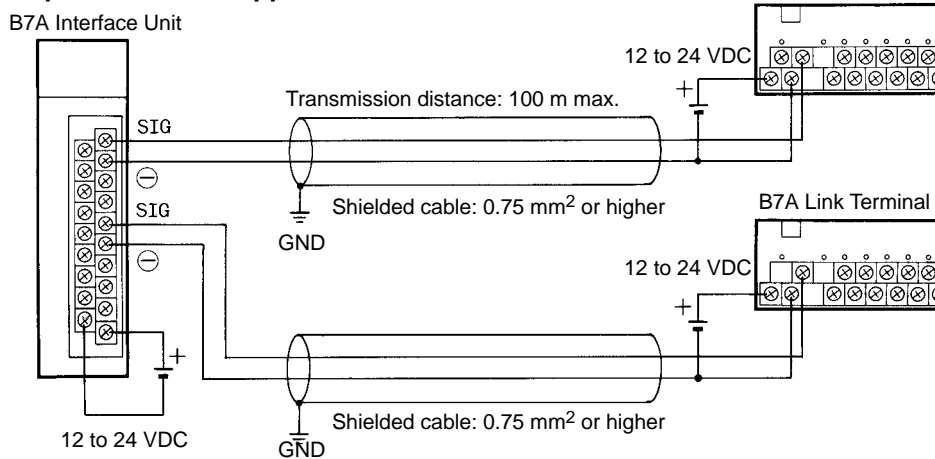 B7A Interface Unit
12 to 24 VDC
+
Transmission distance: 100 m max.
SIG
⊖
Shielded cable: 0.75 mm2 or higher
GND
SIG
⊖
B7A Link Terminal
12 to 24 VDC
+
+
12 to 24 VDC
Shielded cable: 0.75 mm2 or higher
GND